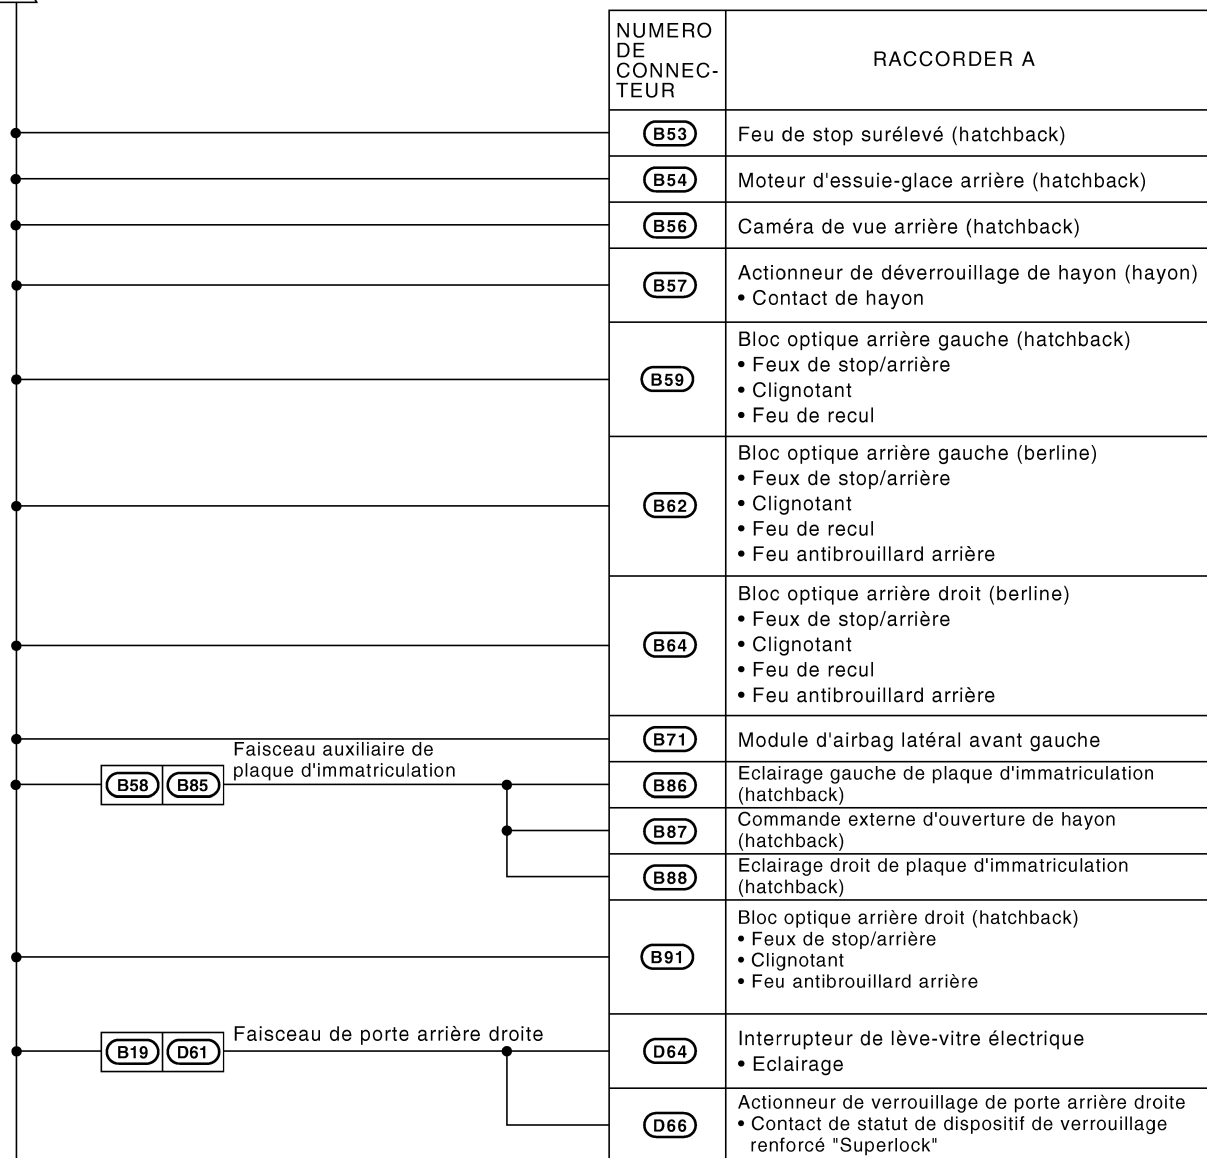 NUMERO
DE
CONNEC-
TEUR
RACCORDER A
B53
Feu de stop surélevé (hatchback)
B54
Moteur d'essuie-glace arrière (hatchback)
B56
Caméra de vue arrière (hatchback)
B57
Actionneur de déverrouillage de hayon (hayon)
• Contact de hayon
B59
Bloc optique arrière gauche (hatchback)
• Feux de stop/arrière
• Clignotant
• Feu de recul
B62
Bloc optique arrière gauche (berline)
• Feux de stop/arrière
• Clignotant
• Feu de recul
• Feu antibrouillard arrière
B64
Bloc optique arrière droit (berline)
• Feux de stop/arrière
• Clignotant
• Feu de recul
• Feu antibrouillard arrière
B71
Module d'airbag latéral avant gauche
Faisceau auxiliaire de
plaque d'immatriculation
B58 B85
B86
Eclairage gauche de plaque d'immatriculation
(hatchback)
B87
Commande externe d'ouverture de hayon
(hatchback)
B88
Eclairage droit de plaque d'immatriculation
(hatchback)
B91
Bloc optique arrière droit (hatchback)
• Feux de stop/arrière
• Clignotant
• Feu antibrouillard arrière
Faisceau de porte arrière droite
B19 D61
D64
Interrupteur de lève-vitre électrique
• Eclairage
D66
Actionneur de verrouillage de porte arrière droite
• Contact de statut de dispositif de verrouillage
renforcé "Superlock"